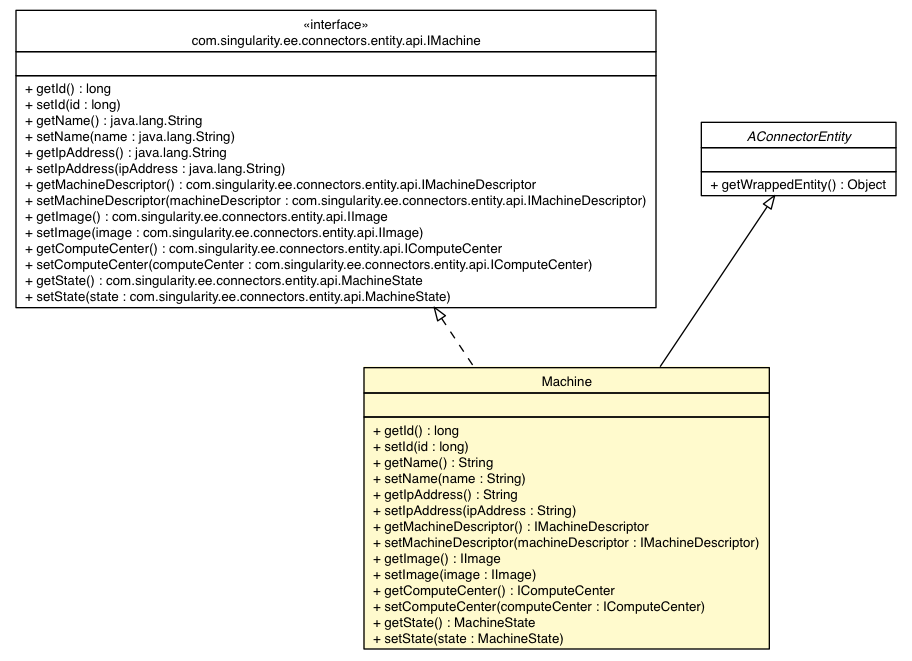 «interface»
com.singularity.ee.connectors.entity.api.IMachine
+ getId() : long
+ setId(id : long)
+ getName() : java.lang.String
+ setName(name : java.lang.String)
+ getIpAddress() : java.lang.String
+ setIpAddress(ipAddress : java.lang.String)
+ getMachineDescriptor() : com.singularity.ee.connectors.entity.api.IMachineDescriptor
+ setMachineDescriptor(machineDescriptor : com.singularity.ee.connectors.entity.api.IMachineDescriptor)
+ getImage() : com.singularity.ee.connectors.entity.api.IImage
+ setImage(image : com.singularity.ee.connectors.entity.api.IImage)
+ getComputeCenter() : com.singularity.ee.connectors.entity.api.IComputeCenter
+ setComputeCenter(computeCenter : com.singularity.ee.connectors.entity.api.IComputeCenter)
+ getState() : com.singularity.ee.connectors.entity.api.MachineState
+ setState(state : com.singularity.ee.connectors.entity.api.MachineState)
AConnectorEntity
+ getWrappedEntity() : Object
Machine
+ getId() : long
+ setId(id : long)
+ getName() : String
+ setName(name : String)
+ getIpAddress() : String
+ setIpAddress(ipAddress : String)
+ getMachineDescriptor() : IMachineDescriptor
+ setMachineDescriptor(machineDescriptor : IMachineDescriptor)
+ getImage() : IImage
+ setImage(image : IImage)
+ getComputeCenter() : IComputeCenter
+ setComputeCenter(computeCenter : IComputeCenter)
+ getState() : MachineState
+ setState(state : MachineState)